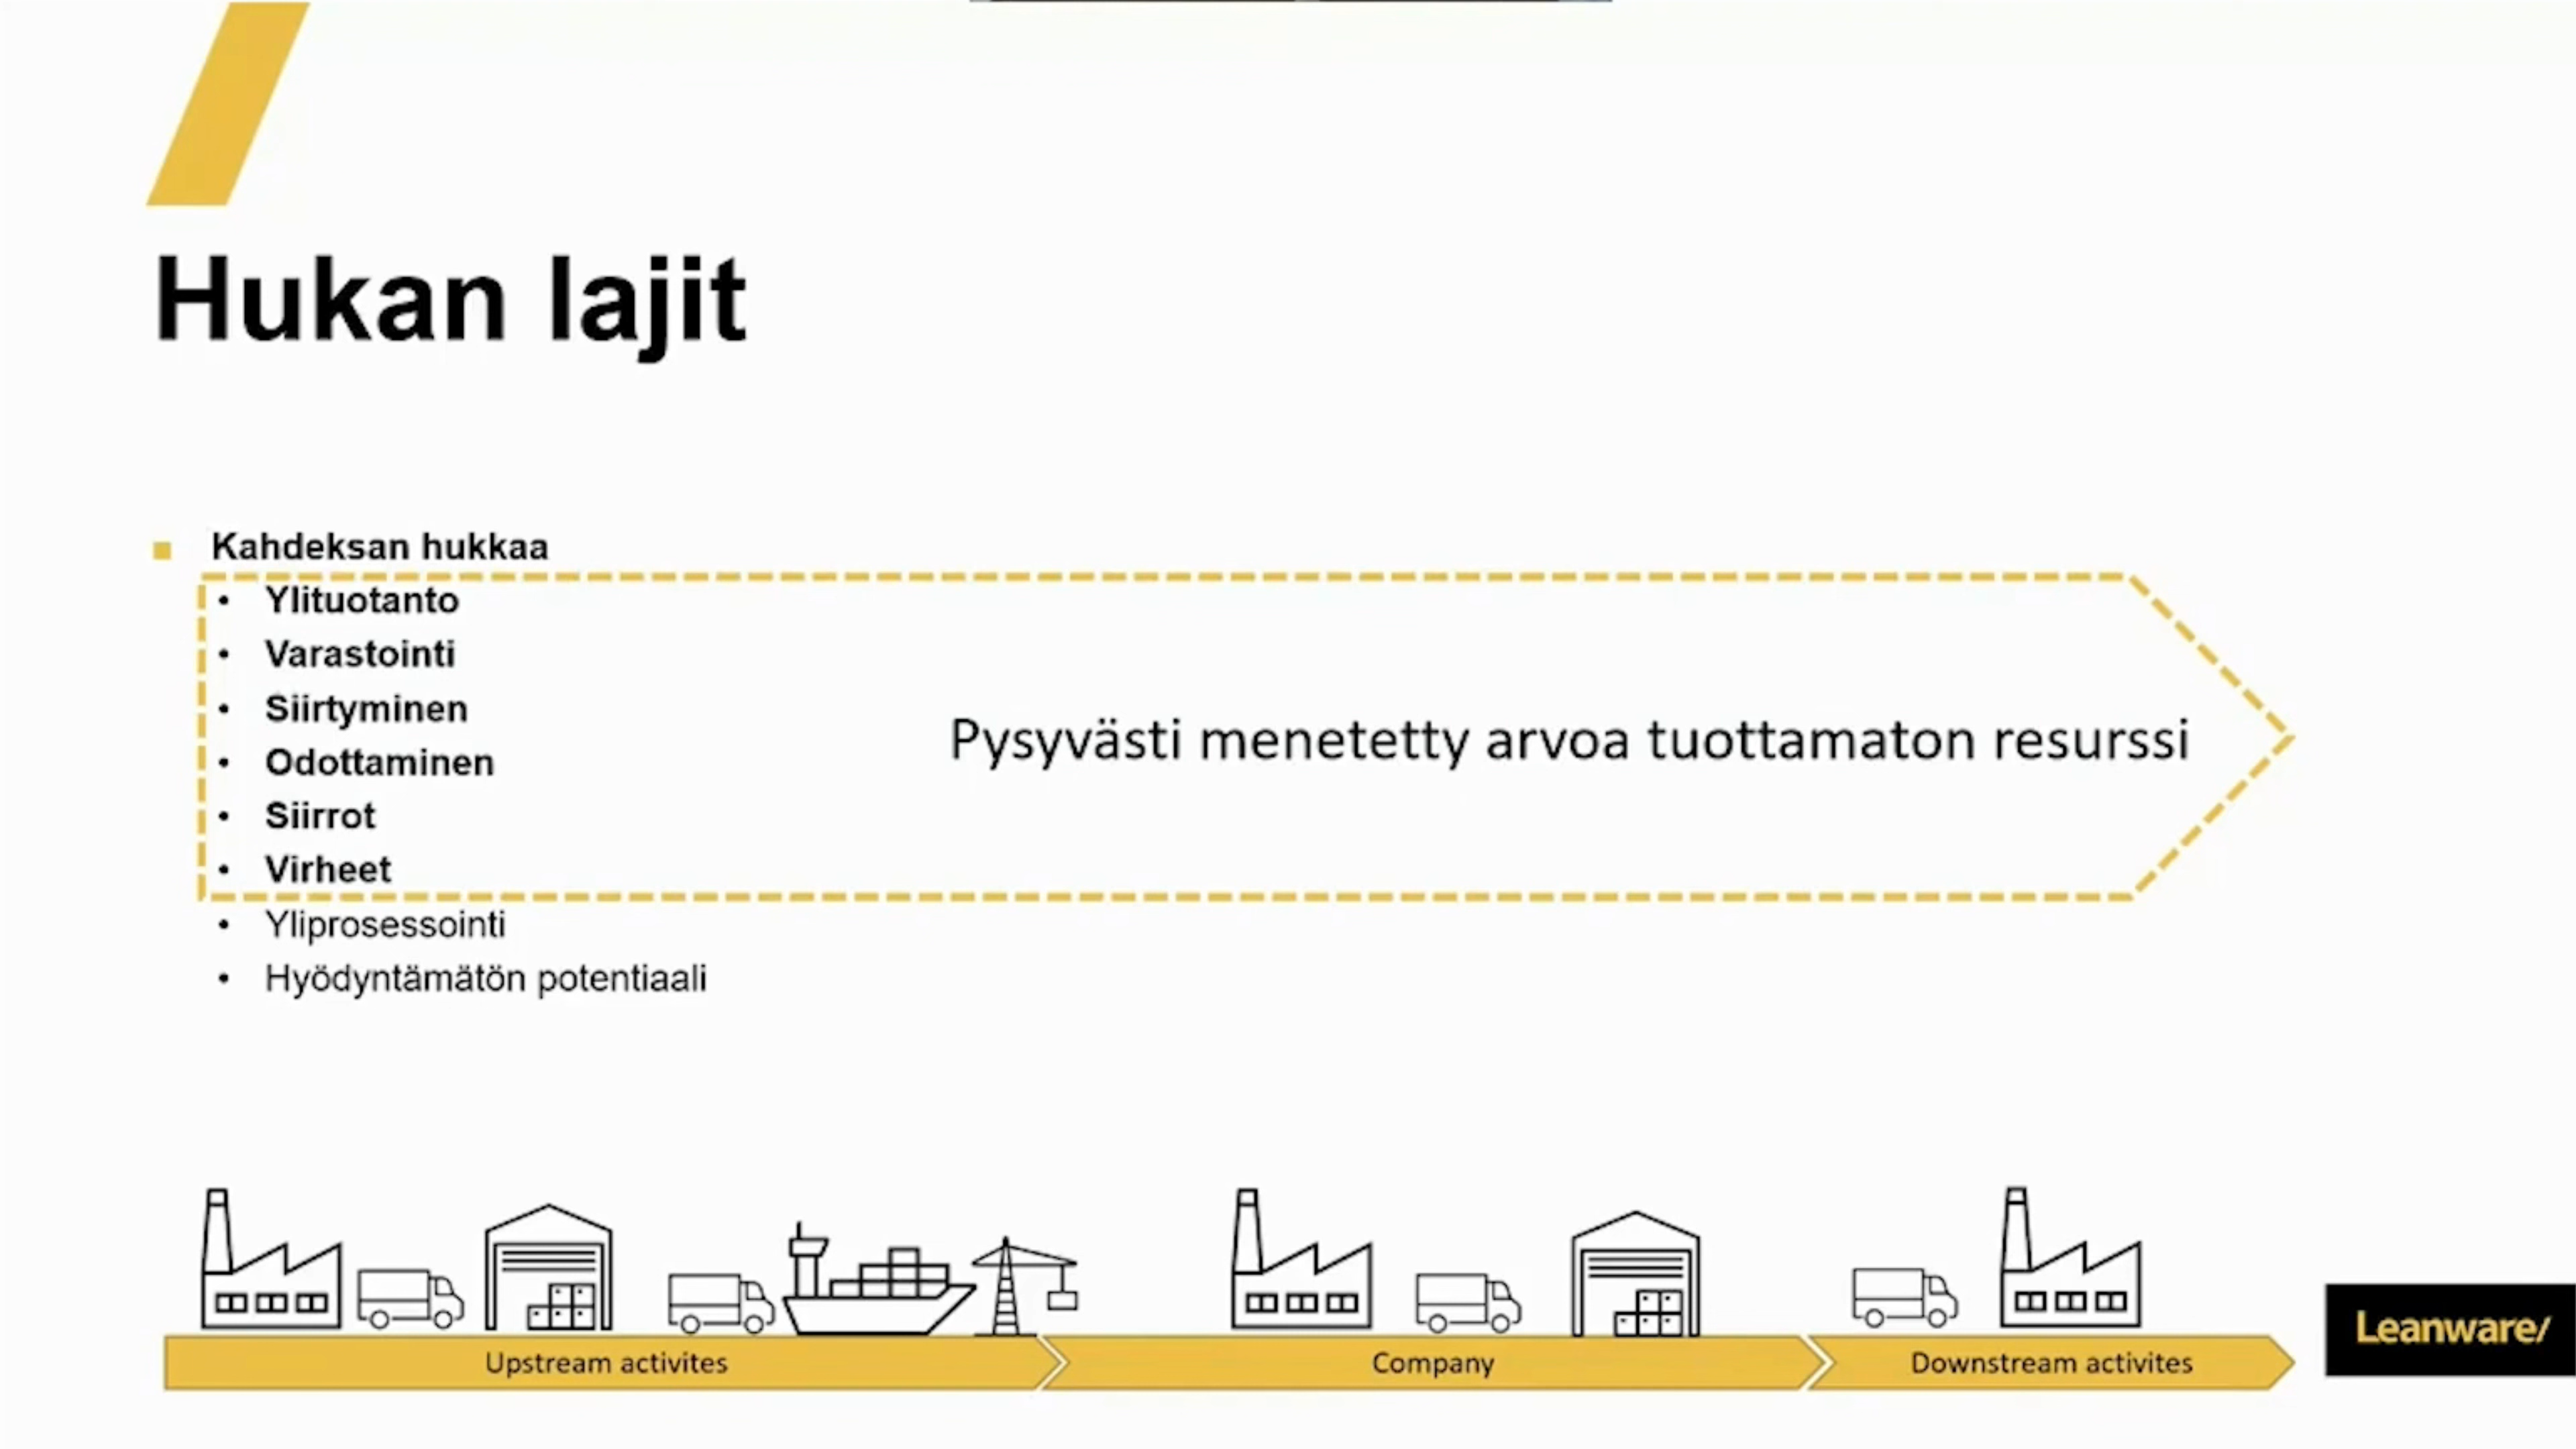 Hukan lajit
Kahdeksan hukkaa
Ylituotanto
Varastointi
Siirtyminen
Odottaminen
Siirrot
Virheet
Yliprosessointi
Hyödyntämätön potentiaali
Pysyvästi menetetty arvoa tuottamaton resurssi
Upstream activites
Company
Downstream activites
Leanware/